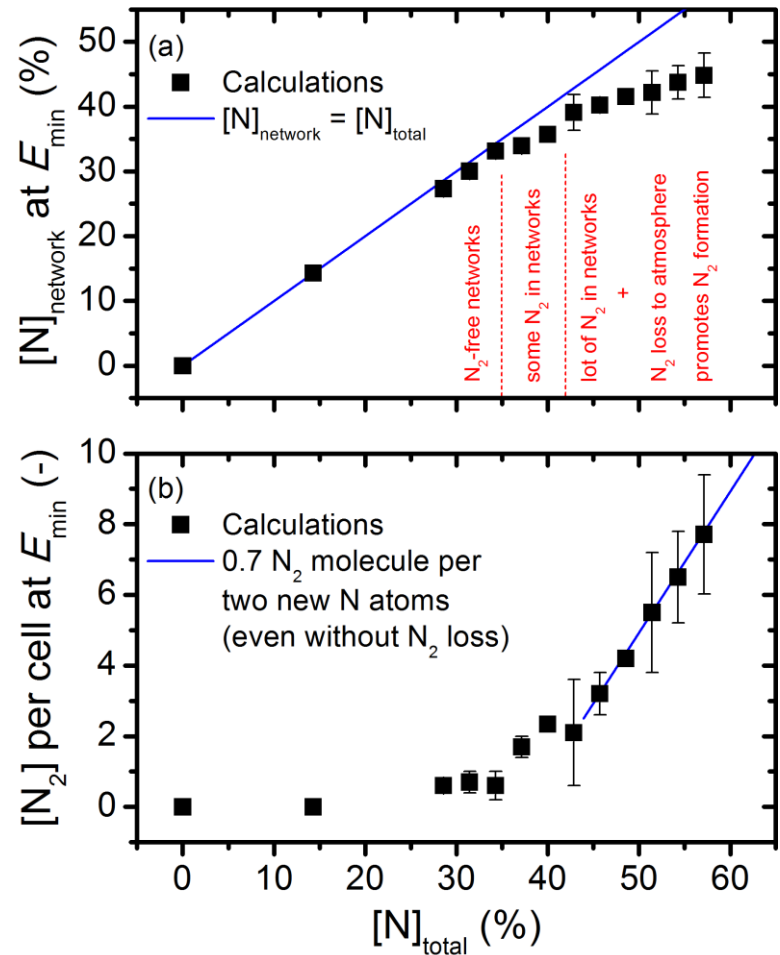 (a)
Calculations
[N]network = [N]total
[N]network at Emin (%)
50
40
30
20
10
0
N2-free networks
some N2 in networks
lot of N2 in networks
+
N2 loss to atmosphere
promotes N2 formation
(b)
Calculations
0.7 N2 molecule per
two new N atoms
(even without N2 loss)
[N2] per cell at Emin (-)
10
8
6
4
2
0
0 10 20 30 40 50 60
[N]total (%)